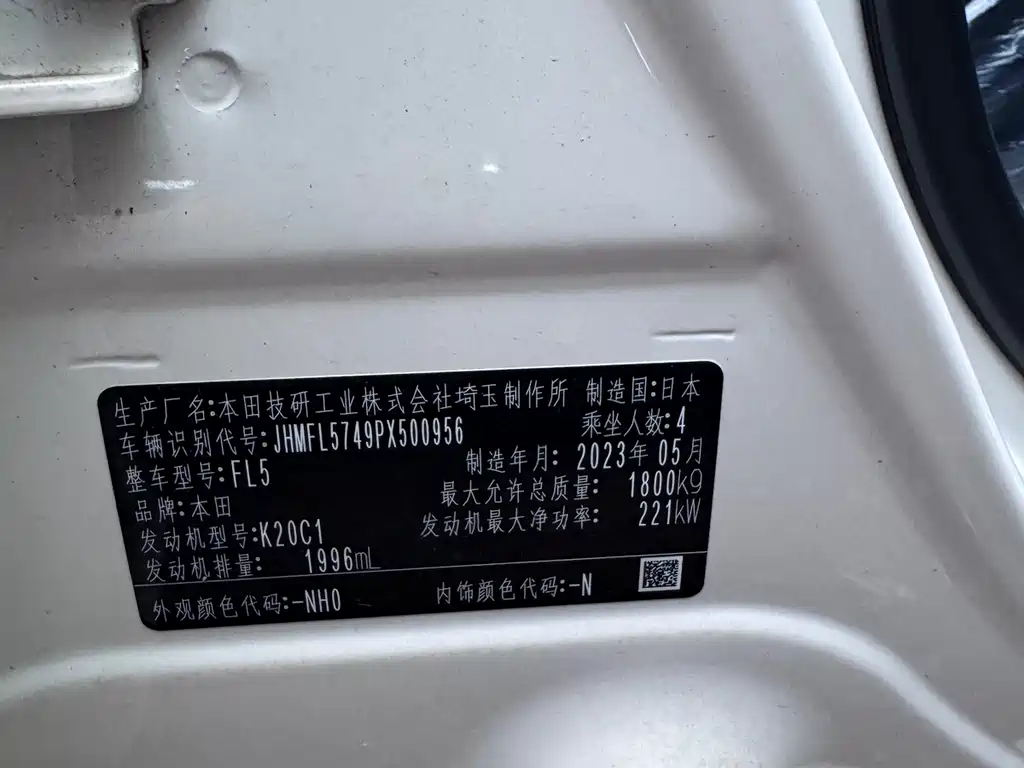 生产厂名:本田技研工业株式会社埼玉制作所 制造国:日本
车辆识别代号:JHMFL5749PX500956 乘坐人数:4
整车型号:FL5 制造年月: 2023年 05月
品牌:本田 最大允许总质量: 1800kg
发动机型号:K20C1 发动机最大净功率: 221kW
发动机排量: 1996mL
外观颜色代码:-NH0 内饰颜色代码:-N